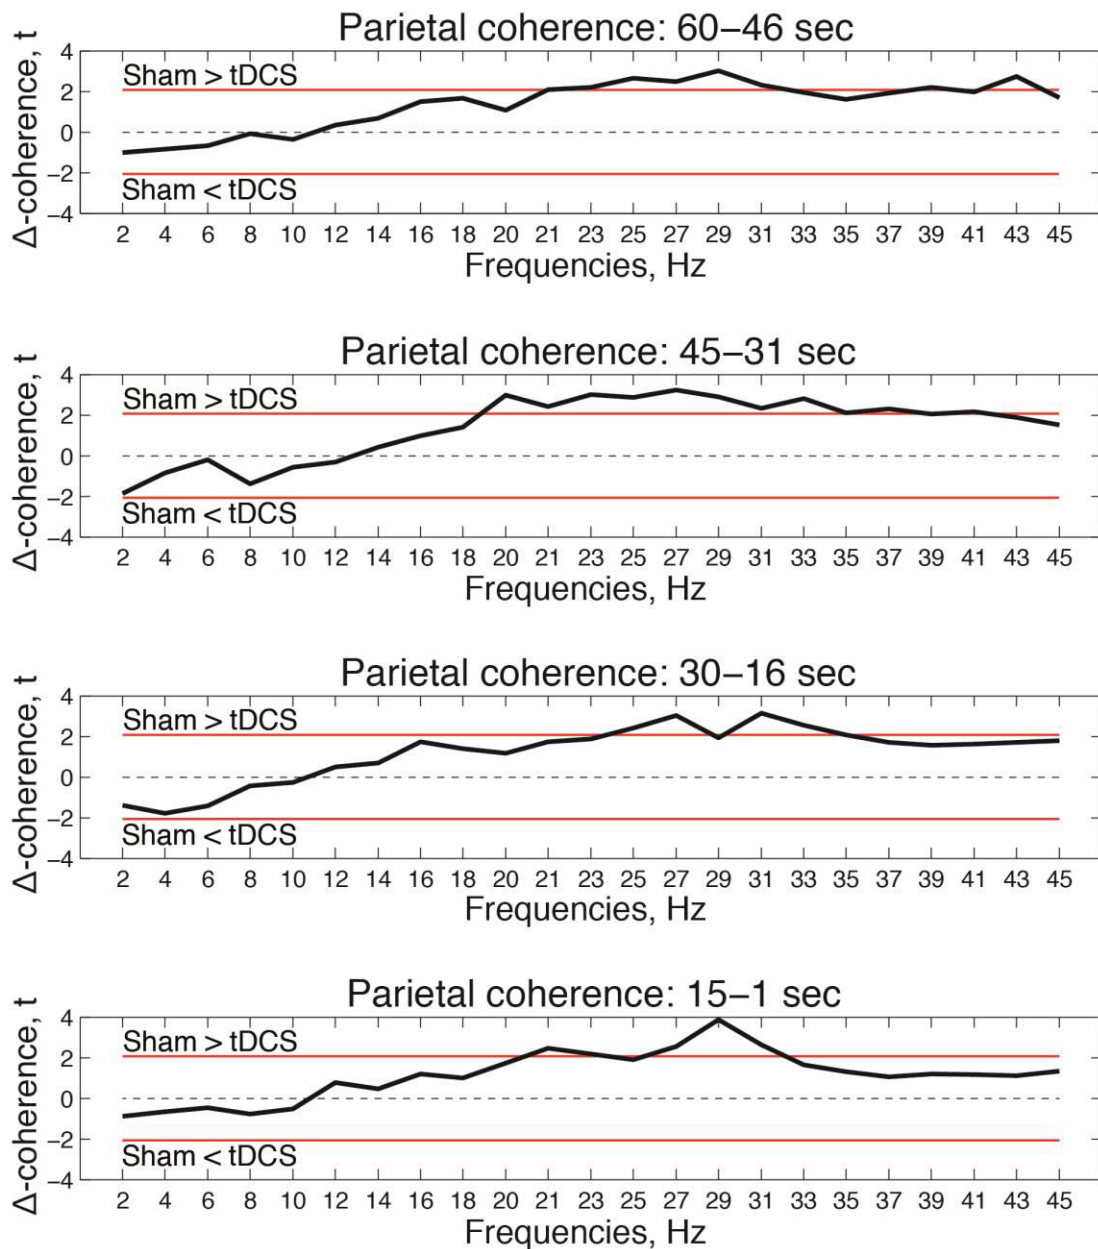 Parietal coherence: 60–46 sec
Δ-coherence, t
4
2
0
−2
−4
Sham > tDCS
Sham < tDCS
2 4 6 8 10 12 14 16 18 20 21 23 25 27 29 31 33 35 37 39 41 43 45
Frequencies, Hz
Parietal coherence: 45–31 sec
Δ-coherence, t
4
2
0
−2
−4
Sham > tDCS
Sham < tDCS
2 4 6 8 10 12 14 16 18 20 21 23 25 27 29 31 33 35 37 39 41 43 45
Frequencies, Hz
Parietal coherence: 30–16 sec
Δ-coherence, t
4
2
0
−2
−4
Sham > tDCS
Sham < tDCS
2 4 6 8 10 12 14 16 18 20 21 23 25 27 29 31 33 35 37 39 41 43 45
Frequencies, Hz
Parietal coherence: 15–1 sec
Δ-coherence, t
4
2
0
−2
−4
Sham > tDCS
Sham < tDCS
2 4 6 8 10 12 14 16 18 20 21 23 25 27 29 31 33 35 37 39 41 43 45
Frequencies, Hz